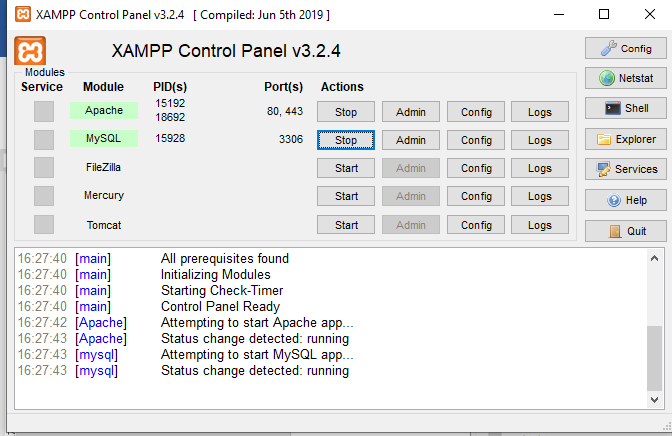 XAMPP Control Panel v3.2.4 [ Compiled: Jun 5th 2019 ]
XAMPP Control Panel v3.2.4
Config
Modules
Service Module PID(s) Port(s) Actions
Netstat
Apache 15192 18692 80, 443 Stop Admin Config Logs
Shell
MySQL 15928 3306 Stop Admin Config Logs
Explorer
FileZilla Start Admin Config Logs
Services
Mercury Start Admin Config Logs
Help
Tomcat Start Admin Config Logs
Quit
16:27:40 [main] All prerequisites found
16:27:40 [main] Initializing Modules
16:27:40 [main] Starting Check-Timer
16:27:40 [main] Control Panel Ready
16:27:42 [Apache] Attempting to start Apache app...
16:27:43 [Apache] Status change detected: running
16:27:43 [mysql] Attempting to start MySQL app...
16:27:43 [mysql] Status change detected: running